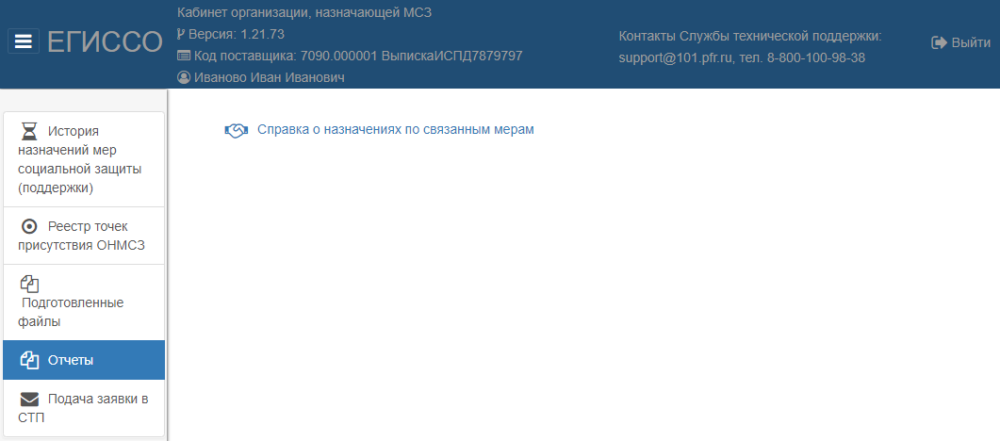 ЕГИССО
Кабинет организации, назначающей МСЗ
Версия: 1.21.73
Код поставщика: 7090.000001 ВыпискаИСПД7879797
Иваново Иван Иванович
Контакты Службы технической поддержки:
support@101.pfr.ru, тел. 8-800-100-98-38
Выйти
История
назначений мер
социальной защиты
(поддержки)
Реестр точек
присутствия ОНМСЗ
Подготовленные
файлы
Отчеты
Подача заявки в
СТП
Справка о назначениях по связанным мерам